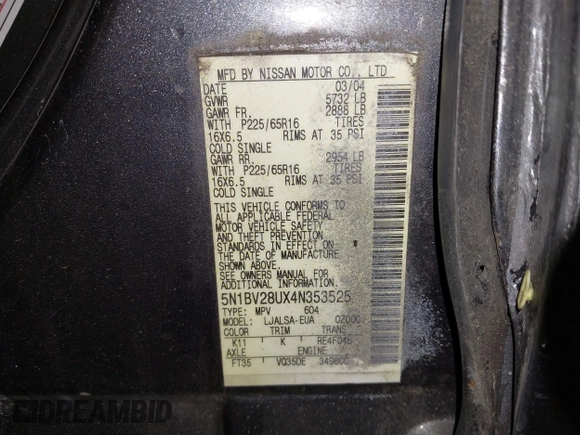 MFD BY NISSAN MOTOR CO., LTD
DATE 03/04
GVWR 5732 LB
GAWR FR. 2888 LB
WITH P225/65R16 TIRES
16X6.5 RIMS AT 35 PSI
COLD SINGLE
GAWR RR. 2954 LB
WITH P225/65R16 TIRES
16X6.5 RIMS AT 35 PSI
COLD SINGLE
THIS VEHICLE CONFORMS TO
ALL APPLICABLE FEDERAL
MOTOR VEHICLE SAFETY
AND THEFT PREVENTION
STANDARDS IN EFFECT ON
THE DATE OF MANUFACTURE
SHOWN ABOVE.
SEE OWNERS MANUAL FOR
ADDITIONAL INFORMATION.
5N1BV28UX4N353525
TYPE: MPV 604
MODEL: LJALSA-EUA 0Z000
COLOR TRIM TRANS
K11 K RE4F04B
AXLE ENGINE
FT35 VQ35DE 3498CC
DREAMBID